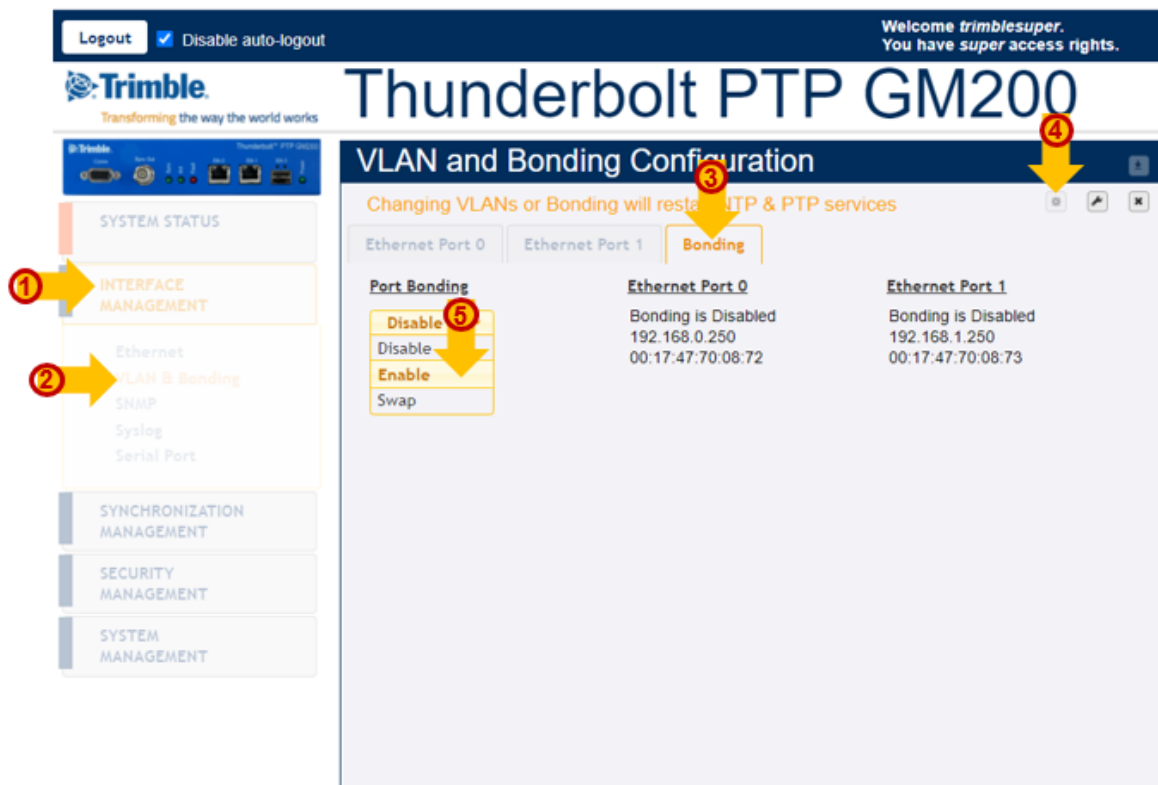 Logout
Disable auto-logout
Welcome trimblesuper.
You have super access rights.
Trimble.
Transforming the way the world works
Thunderbolt PTP GM200
Trimble
Thunderbolt™ PTP GM200
VLAN and Bonding Configuration
4
3
Changing VLANs or Bonding will NTP & PTP services
Ethernet Port 0
Ethernet Port 1
Bonding
SYSTEM STATUS
1
INTERFACE
MANAGEMENT
2
Ethernet
VLAN & Bonding
SNMP
Syslog
Serial Port
SYNCHRONIZATION
MANAGEMENT
SECURITY
MANAGEMENT
SYSTEM
MANAGEMENT
Port Bonding
Disable
5
Disable
Enable
Swap
Ethernet Port 0
Bonding is Disabled
192.168.0.250
00:17:47:70:08:72
Ethernet Port 1
Bonding is Disabled
192.168.1.250
00:17:47:70:08:73